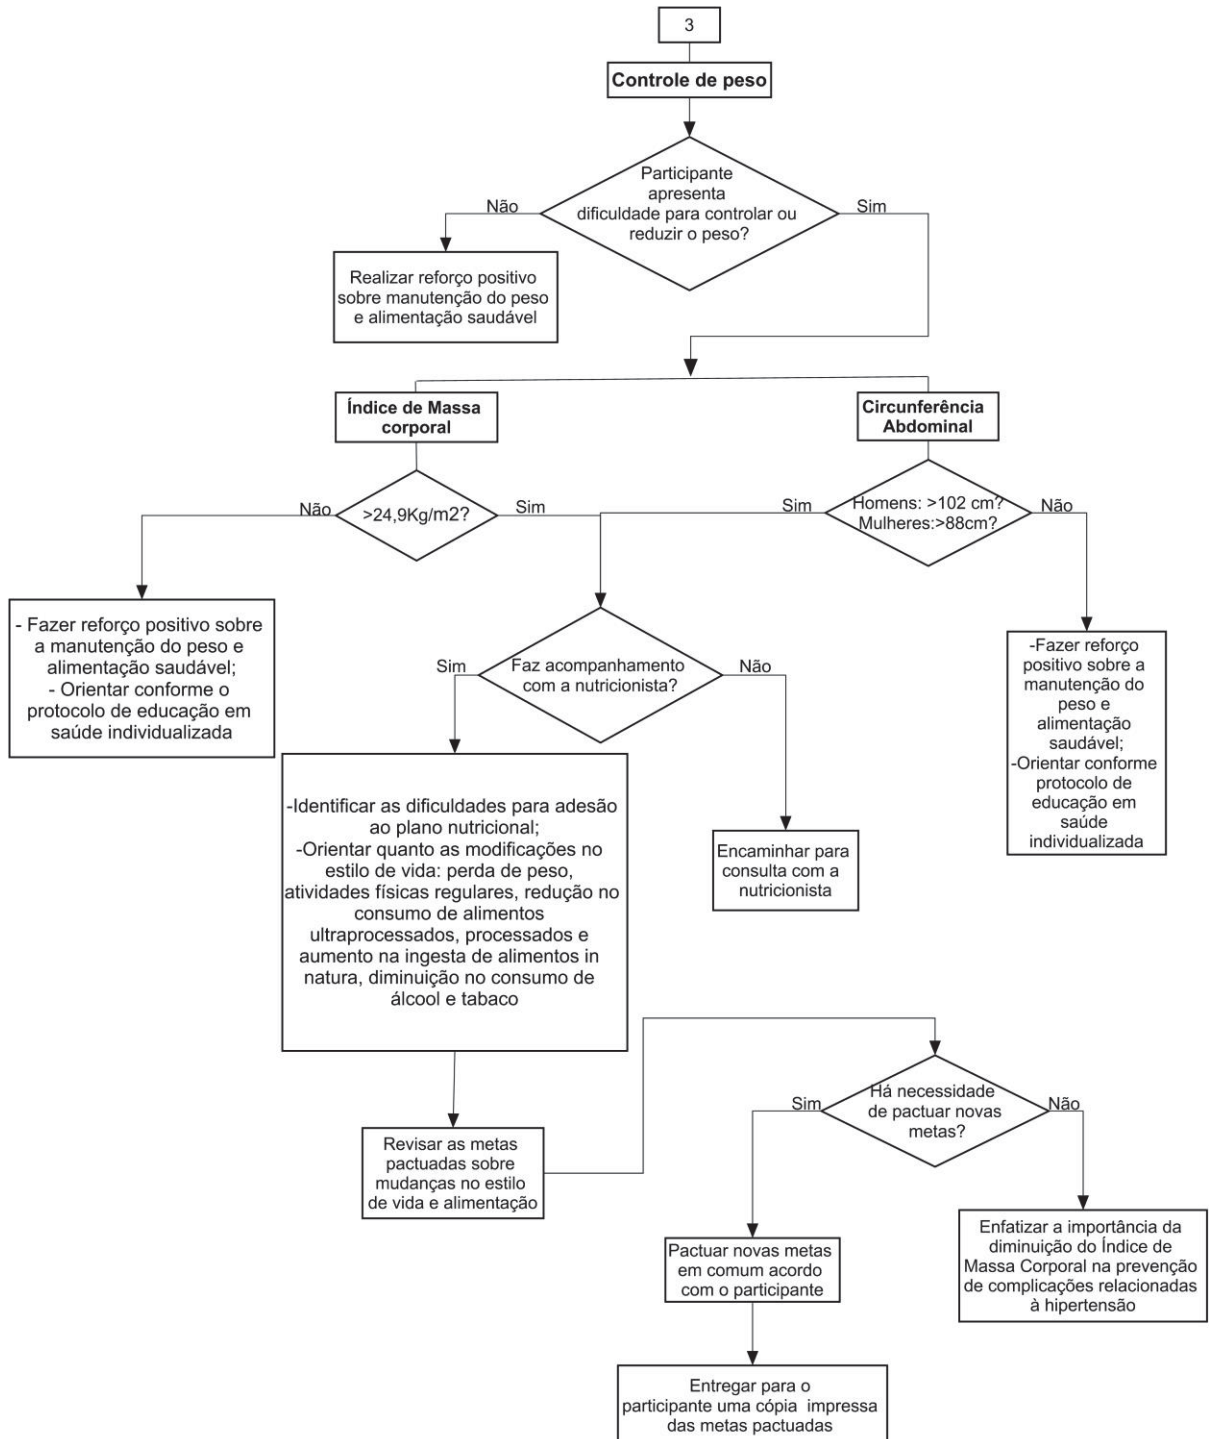 3
Controle de peso
Participante
apresenta
dificuldade para controlar ou
reduzir o peso?
Não
Sim
Realizar reforço positivo
sobre manutenção do peso
e alimentação saudável
Índice de Massa
corporal
Circunferência
Abdominal
Não
>24,9Kg/m2?
Sim
Sim
Homens: >102 cm?
Mulheres:>88cm?
Não
- Fazer reforço positivo sobre
a manutenção do peso e
alimentação saudável;
- Orientar conforme o
protocolo de educação em
saúde individualizada
Sim
Faz acompanhamento
com a nutricionista?
Não
-Fazer reforço
positivo sobre a
manutenção do
peso e
alimentação
saudável;
-Orientar conforme
protocolo de
educação em
saúde
individualizada
-Identificar as dificuldades para adesão
ao plano nutricional;
-Orientar quanto as modificações no
estilo de vida: perda de peso,
atividades físicas regulares, redução no
consumo de alimentos
ultraprocessados, processados e
aumento na ingesta de alimentos in
natura, diminuição no consumo de
álcool e tabaco
Encaminhar para
consulta com a
nutricionista
Revisar as metas
pactuadas sobre
mudanças no estilo
de vida e alimentação
Sim
Há necessidade
de pactuar novas
metas?
Não
Pactuar novas metas
em comum acordo
com o participante
Enfatizar a importância da
diminuição do Índice de
Massa Corporal na prevenção
de complicações relacionadas
à hipertensão
Entregar para o
participante uma cópia impressa
das metas pactuadas